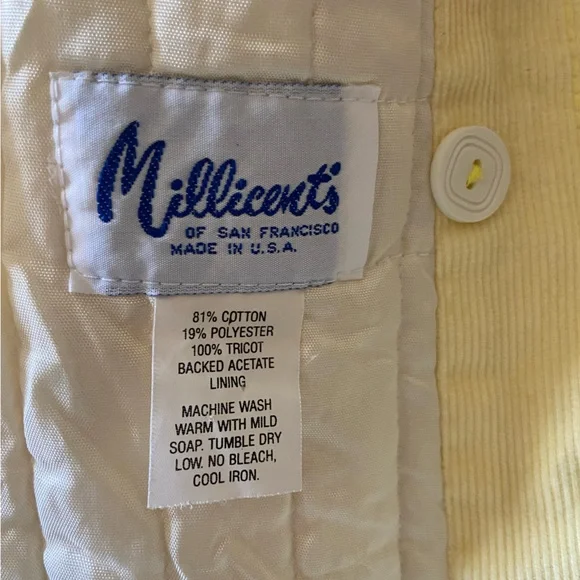 Millicent's
OF SAN FRANCISCO
MADE IN U.S.A.
81% COTTON
19% POLYESTER
100% TRICOT
BACKED ACETATE
LINING
MACHINE WASH
WARM WITH MILD
SOAP. TUMBLE DRY
LOW. NO BLEACH,
COOL IRON.